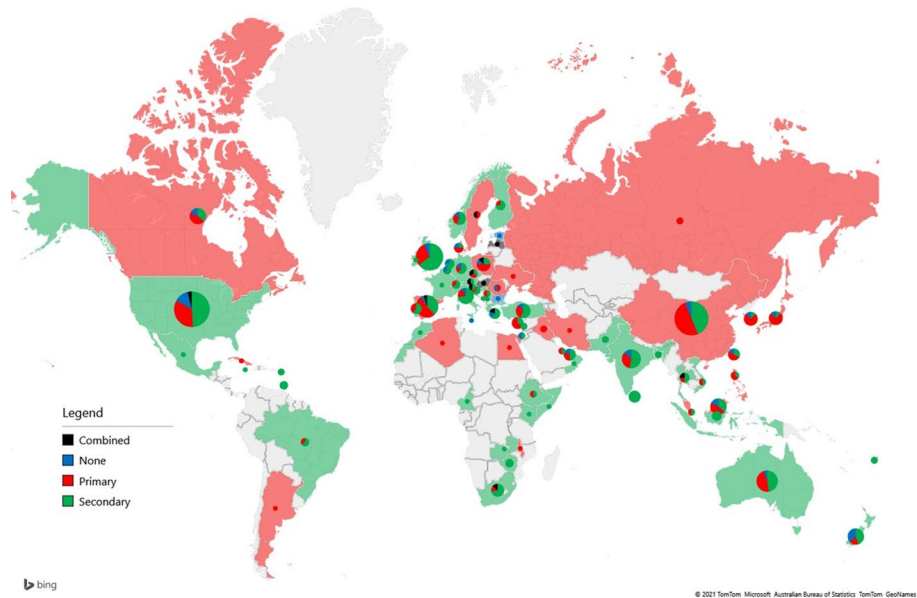 Legend
Combined
None
Primary
Secondary
bing
© 2021 TomTom Microsoft Australian Bureau of Statistics TomTom GeoNames